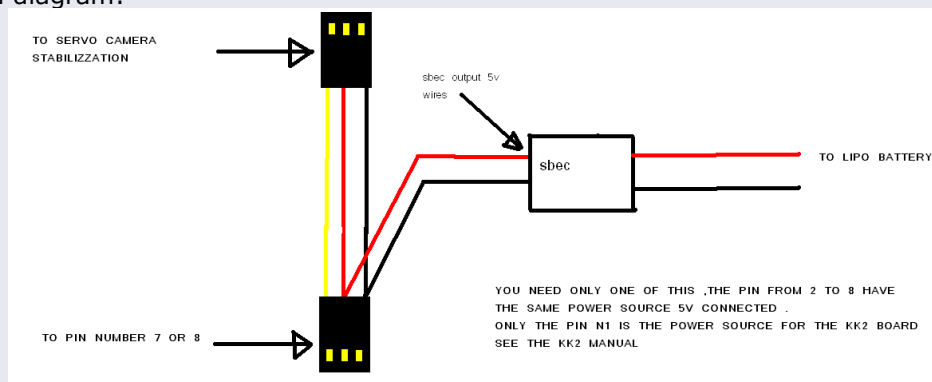 diagram:
TO SERVO CAMERA
STABILIZZATION
sbec output 5v
wires
sbec
TO LIPO BATTERY
YOU NEED ONLY ONE OF THIS ,THE PIN FROM 2 TO 8 HAVE
THE SAME POWER SOURCE 5V CONNECTED .
ONLY THE PIN N1 IS THE POWER SOURCE FOR THE KK2 BOARD
SEE THE KK2 MANUAL
TO PIN NUMBER 7 OR 8